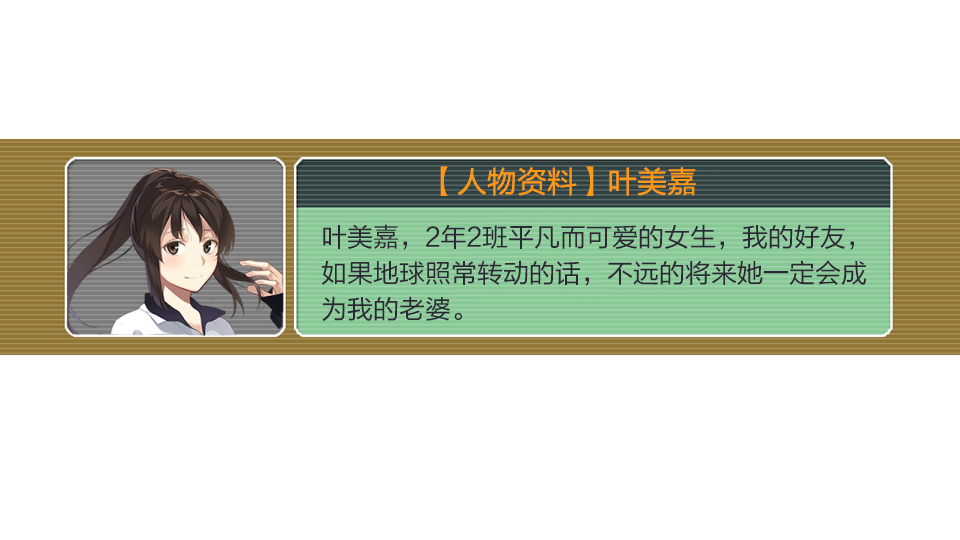 【人物资料】叶美嘉
叶美嘉，2年2班平凡而可爱的女生，我的好友，
如果地球照常转动的话，不远的将来她一定会成
为我的老婆。